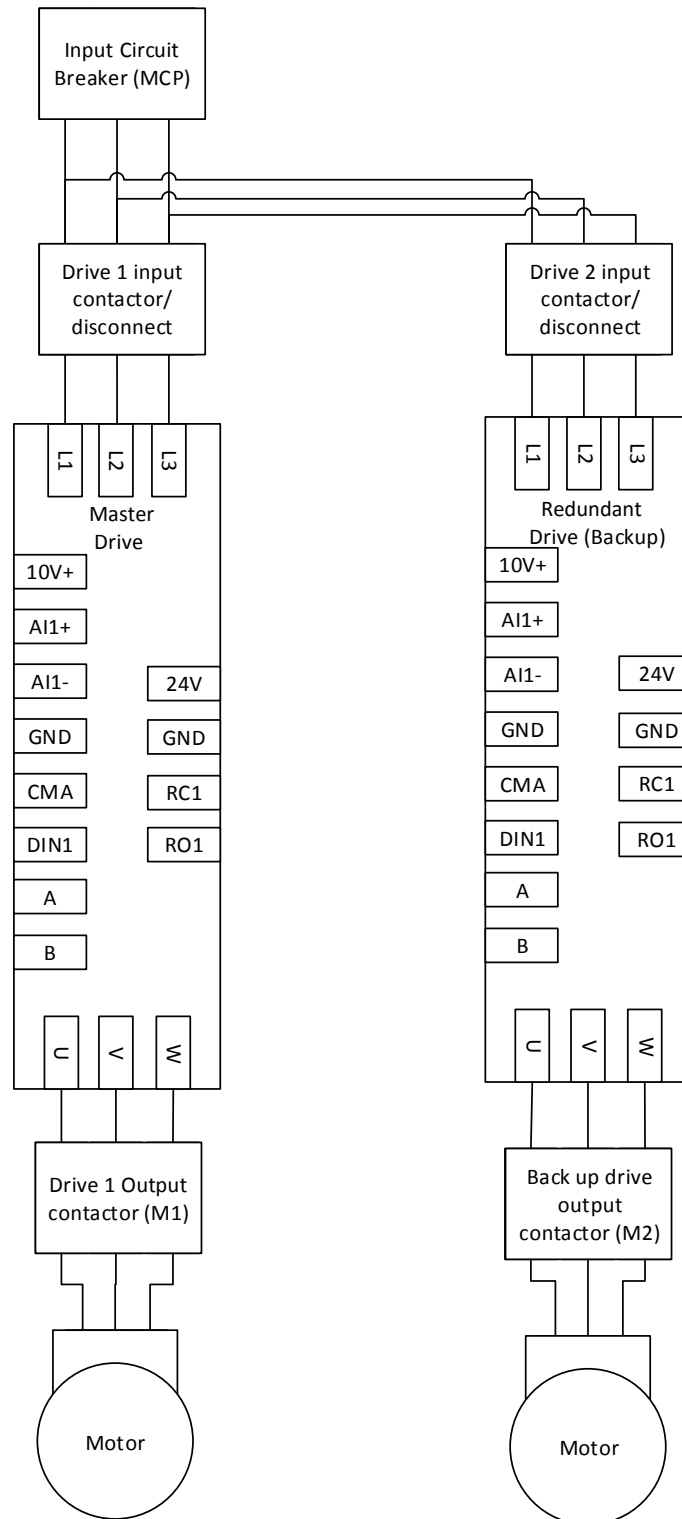 Input Circuit
Breaker (MCP)
Drive 1 input
contactor/
disconnect
Drive 2 input
contactor/
disconnect
L1
L2
L3
Master
Drive
10V+
AI1+
AI1-
GND
CMA
DIN1
A
B
24V
GND
RC1
RO1
U
V
W
L1
L2
L3
Redundant
Drive (Backup)
10V+
AI1+
AI1-
GND
CMA
DIN1
A
B
24V
GND
RC1
RO1
U
V
W
Drive 1 Output
contactor (M1)
Back up drive
output
contactor (M2)
Motor
Motor